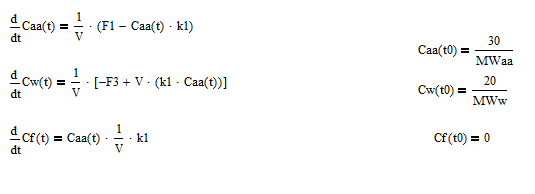 d/dt Caa(t) = 1/V · (F1 − Caa(t) · k1)
Caa(t0) = 30/MWaa
d/dt Cw(t) = 1/V · [−F3 + V · (k1 · Caa(t))]
Cw(t0) = 20/MWw
d/dt Cf(t) = Caa(t) · 1/V · k1
Cf(t0) = 0